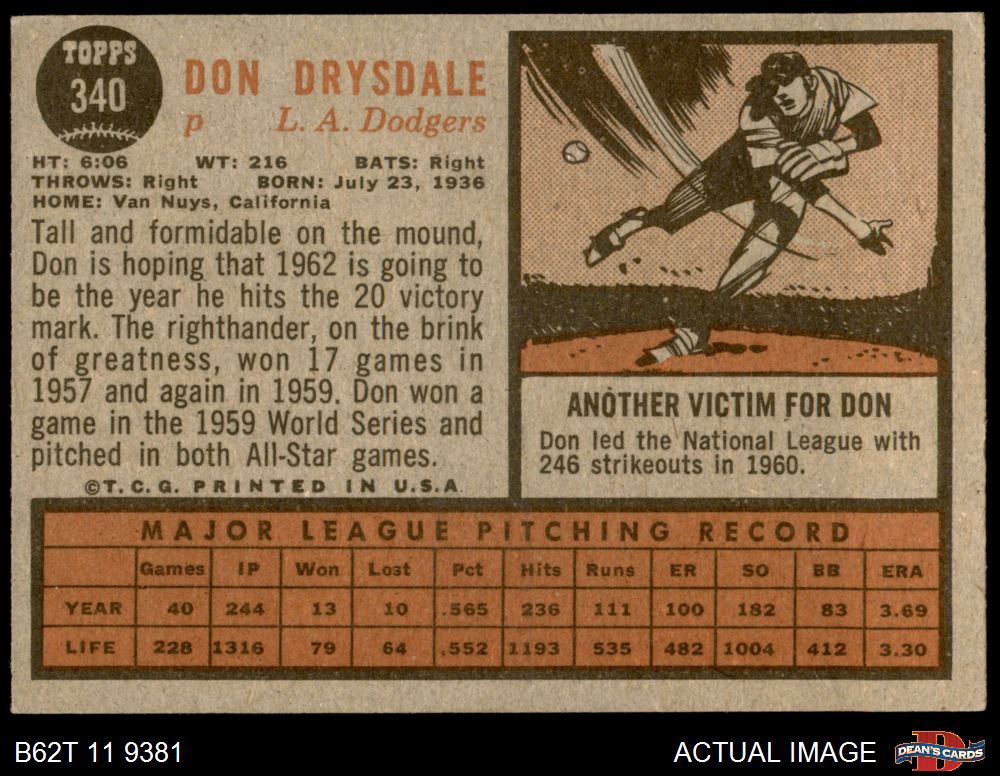 TOPPS
340
DON DRYSDALE
p L. A. Dodgers
HT: 6:06 WT: 216 BATS: Right
THROWS: Right BORN: July 23, 1936
HOME: Van Nuys, California
Tall and formidable on the mound,
Don is hoping that 1962 is going to
be the year he hits the 20 victory
mark. The righthander, on the brink
of greatness, won 17 games in
1957 and again in 1959. Don won a
game in the 1959 World Series and
pitched in both All-Star games.
©T.C.G. PRINTED IN U.S.A.
ANOTHER VICTIM FOR DON
Don led the National League with
246 strikeouts in 1960.
MAJOR LEAGUE PITCHING RECORD
Games IP Won Lost Pct Hits Runs ER SO BB ERA
YEAR 40 244 13 10 .565 236 111 100 182 83 3.69
LIFE 228 1316 79 64 .552 1193 535 482 1004 412 3.30
B62T 11 9381
ACTUAL IMAGE
DEAN'S CARDS